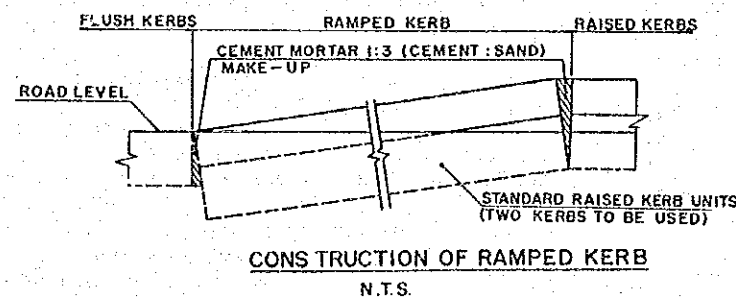 FLUSH KERBS
RAMPED KERB
RAISED KERBS
CEMENT MORTAR 1:3 (CEMENT : SAND)
MAKE-UP
ROAD LEVEL
STANDARD RAISED KERB UNITS
(TWO KERBS TO BE USED)
CONSTRUCTION OF RAMPED KERB
N.T.S.